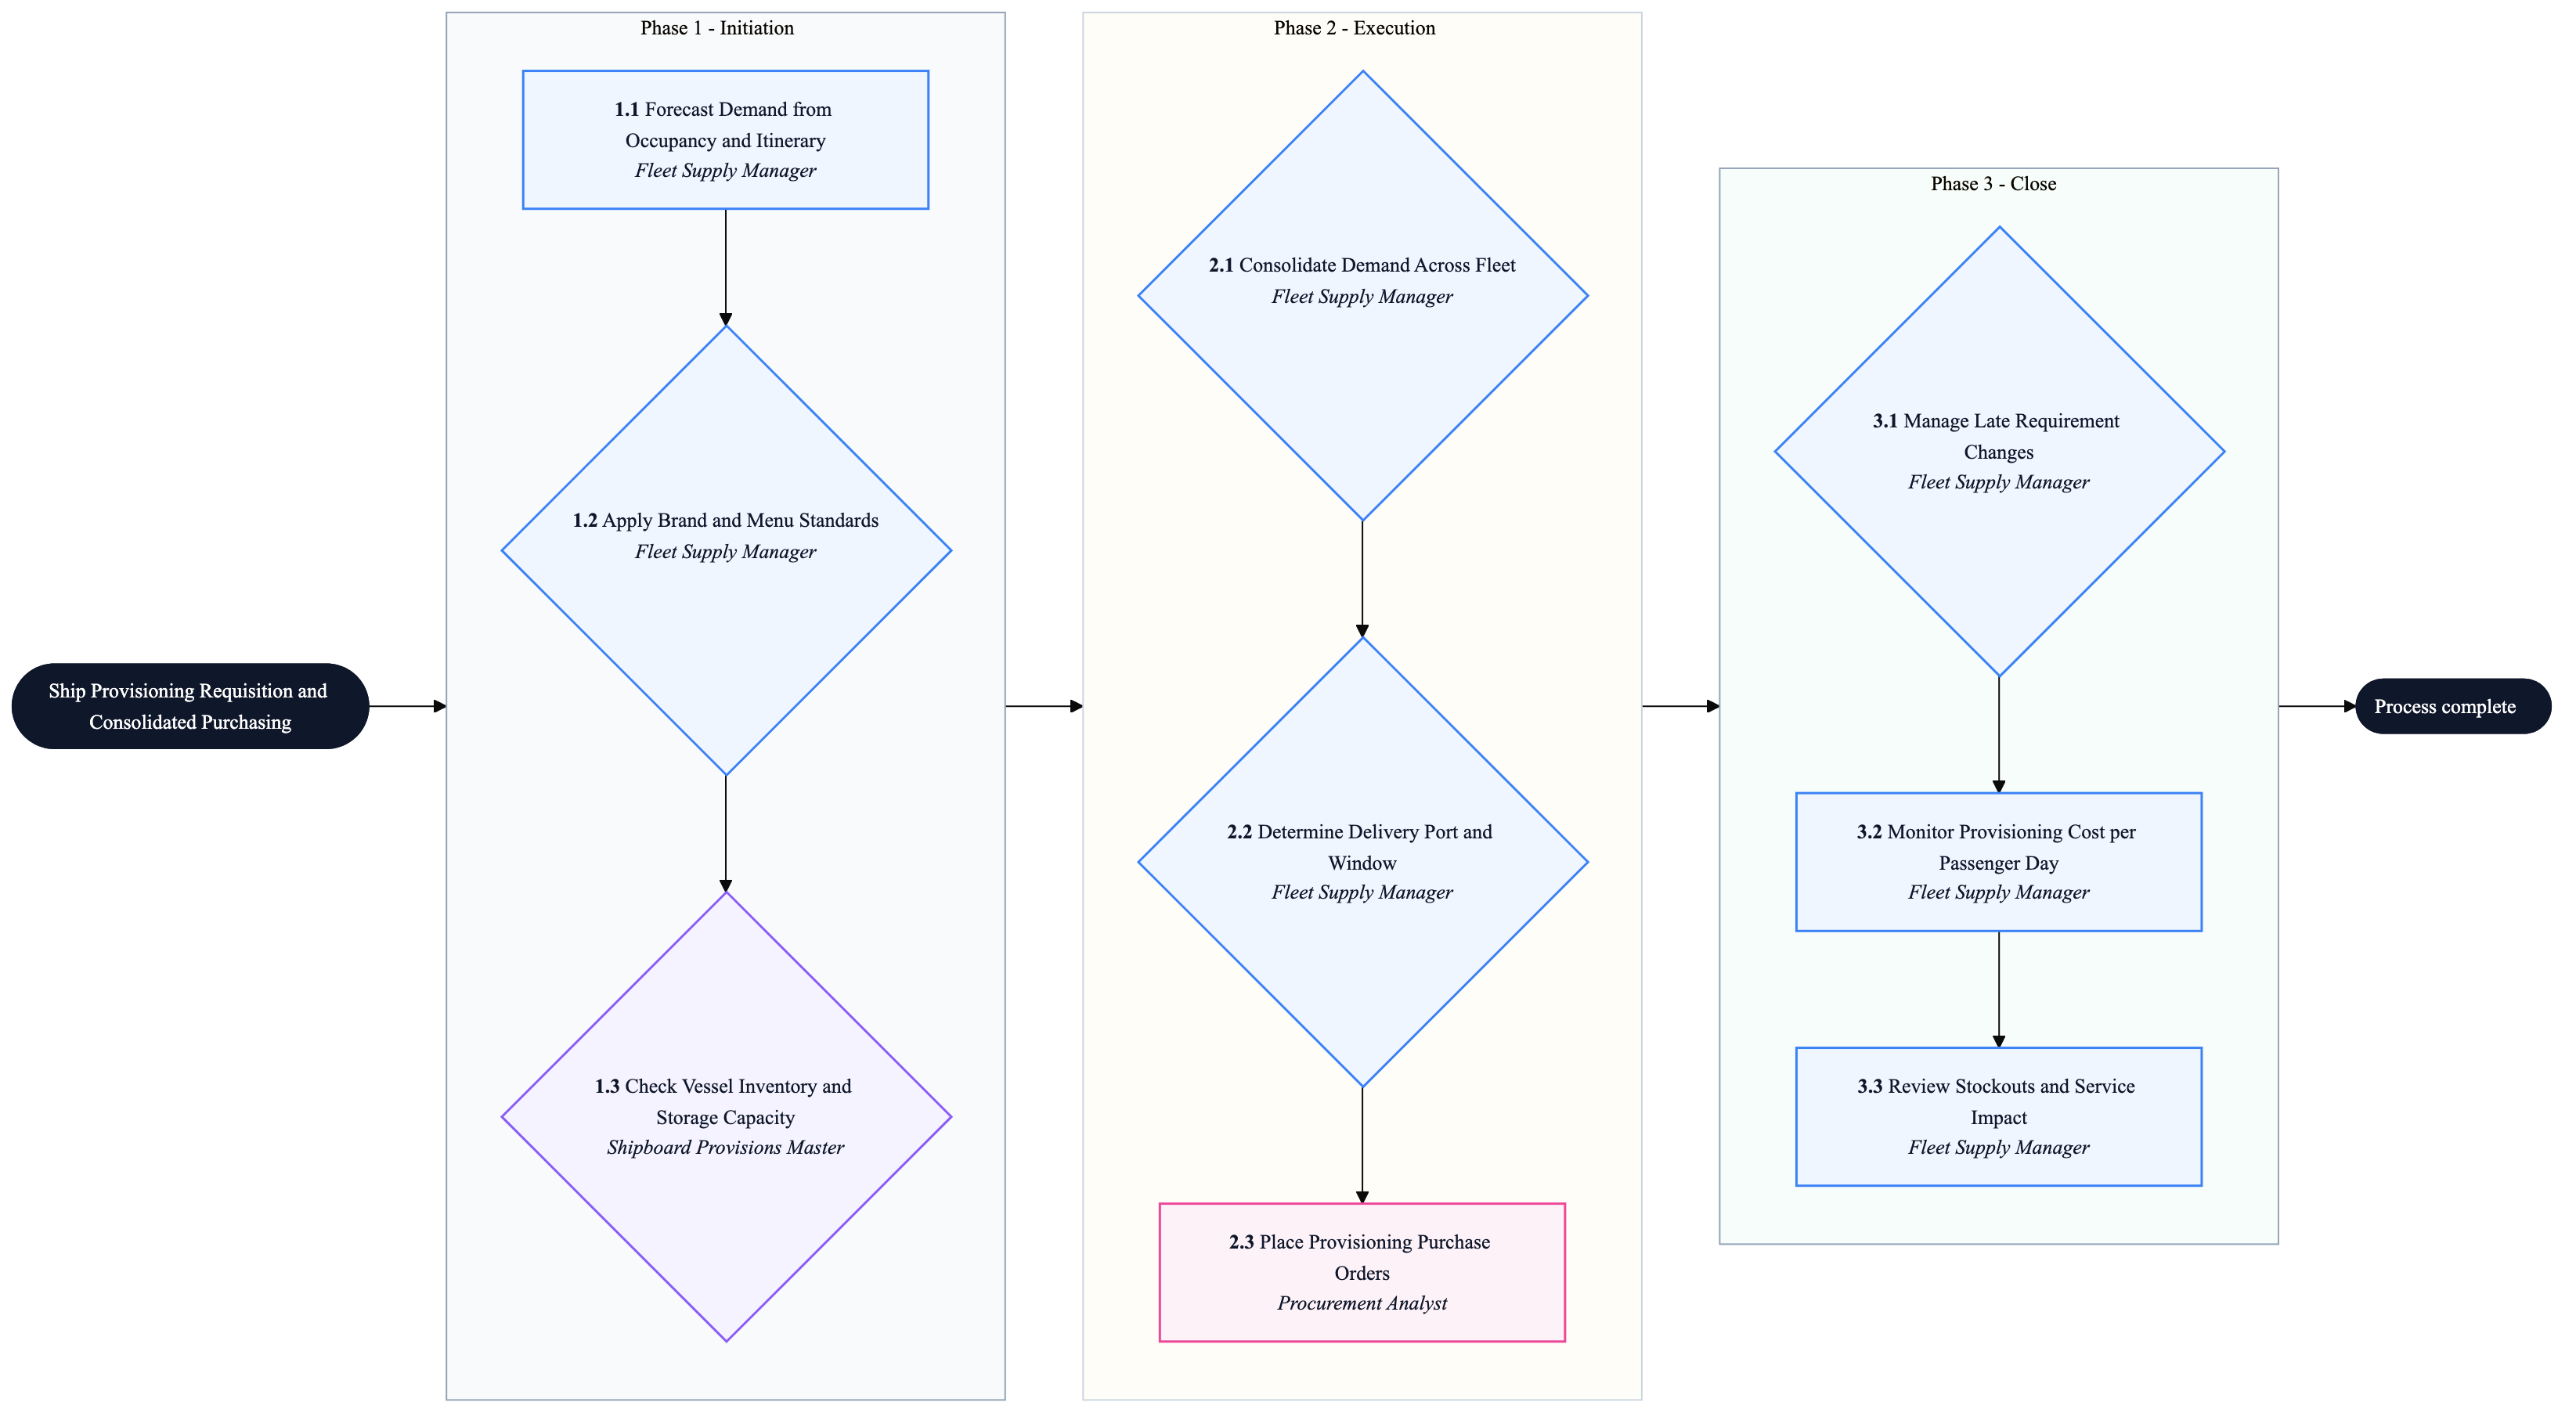 Ship Provisioning Requisition and
Consolidated Purchasing
Phase 1 - Initiation
1.1 Forecast Demand from
Occupancy and Itinerary
Fleet Supply Manager
1.2 Apply Brand and Menu Standards
Fleet Supply Manager
1.3 Check Vessel Inventory and
Storage Capacity
Shipboard Provisions Master
Phase 2 - Execution
2.1 Consolidate Demand Across Fleet
Fleet Supply Manager
2.2 Determine Delivery Port and
Window
Fleet Supply Manager
2.3 Place Provisioning Purchase
Orders
Procurement Analyst
Phase 3 - Close
3.1 Manage Late Requirement
Changes
Fleet Supply Manager
3.2 Monitor Provisioning Cost per
Passenger Day
Fleet Supply Manager
3.3 Review Stockouts and Service
Impact
Fleet Supply Manager
Process complete